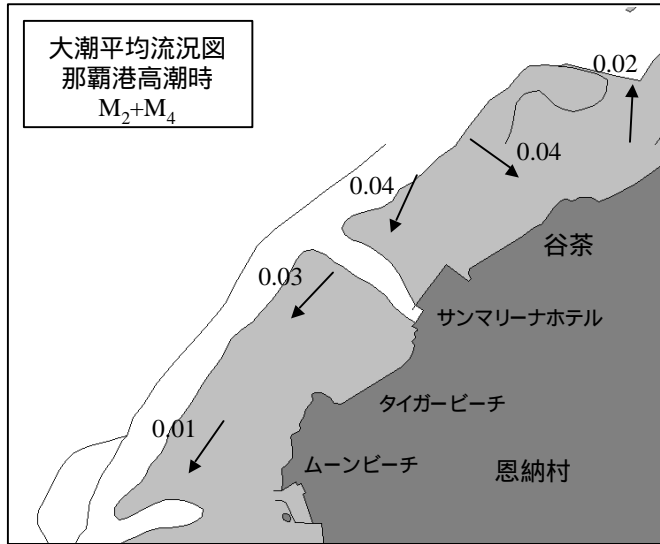 大潮平均流況図
那覇港高潮時
M₂+M₄
0.02
0.04
0.04
谷茶
0.03
サンマリーナホテル
タイガービーチ
0.01
ムーンビーチ
恩納村